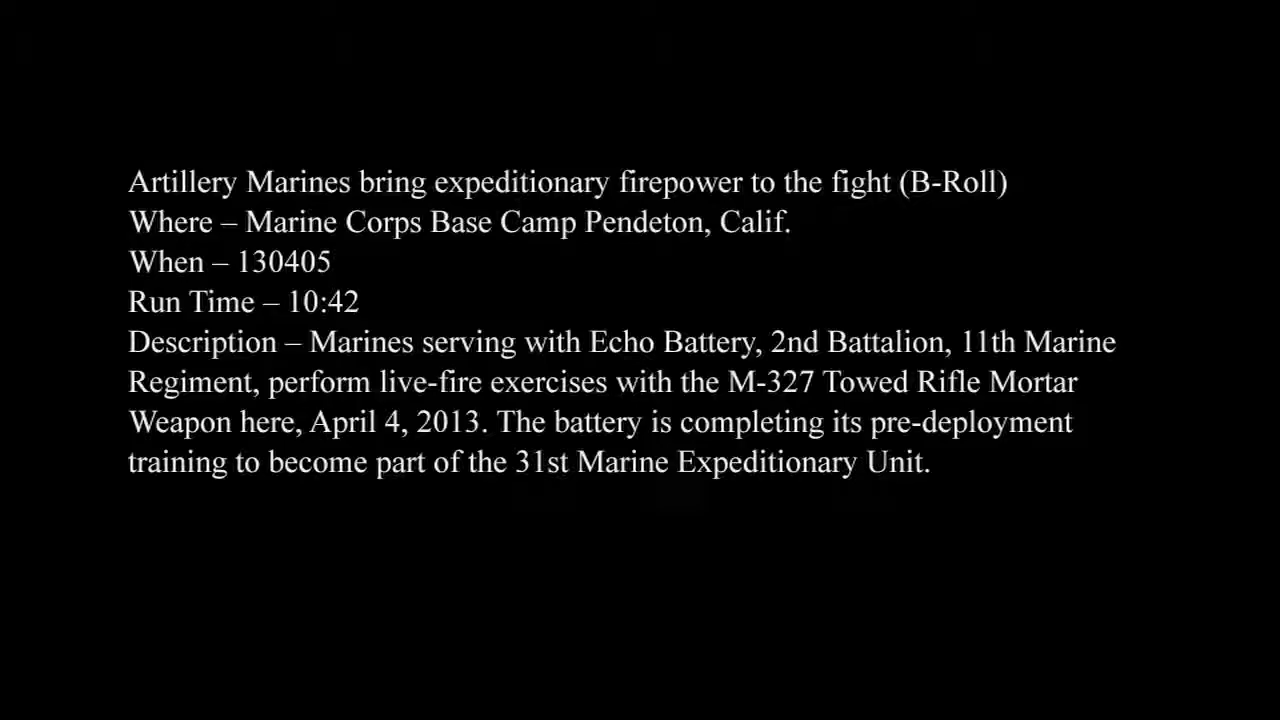 Artillery Marines bring expeditionary firepower to the fight (B-Roll)
Where – Marine Corps Base Camp Pendeton, Calif.
When – 130405
Run Time – 10:42
Description – Marines serving with Echo Battery, 2nd Battalion, 11th Marine
Regiment, perform live-fire exercises with the M-327 Towed Rifle Mortar
Weapon here, April 4, 2013. The battery is completing its pre-deployment
training to become part of the 31st Marine Expeditionary Unit.